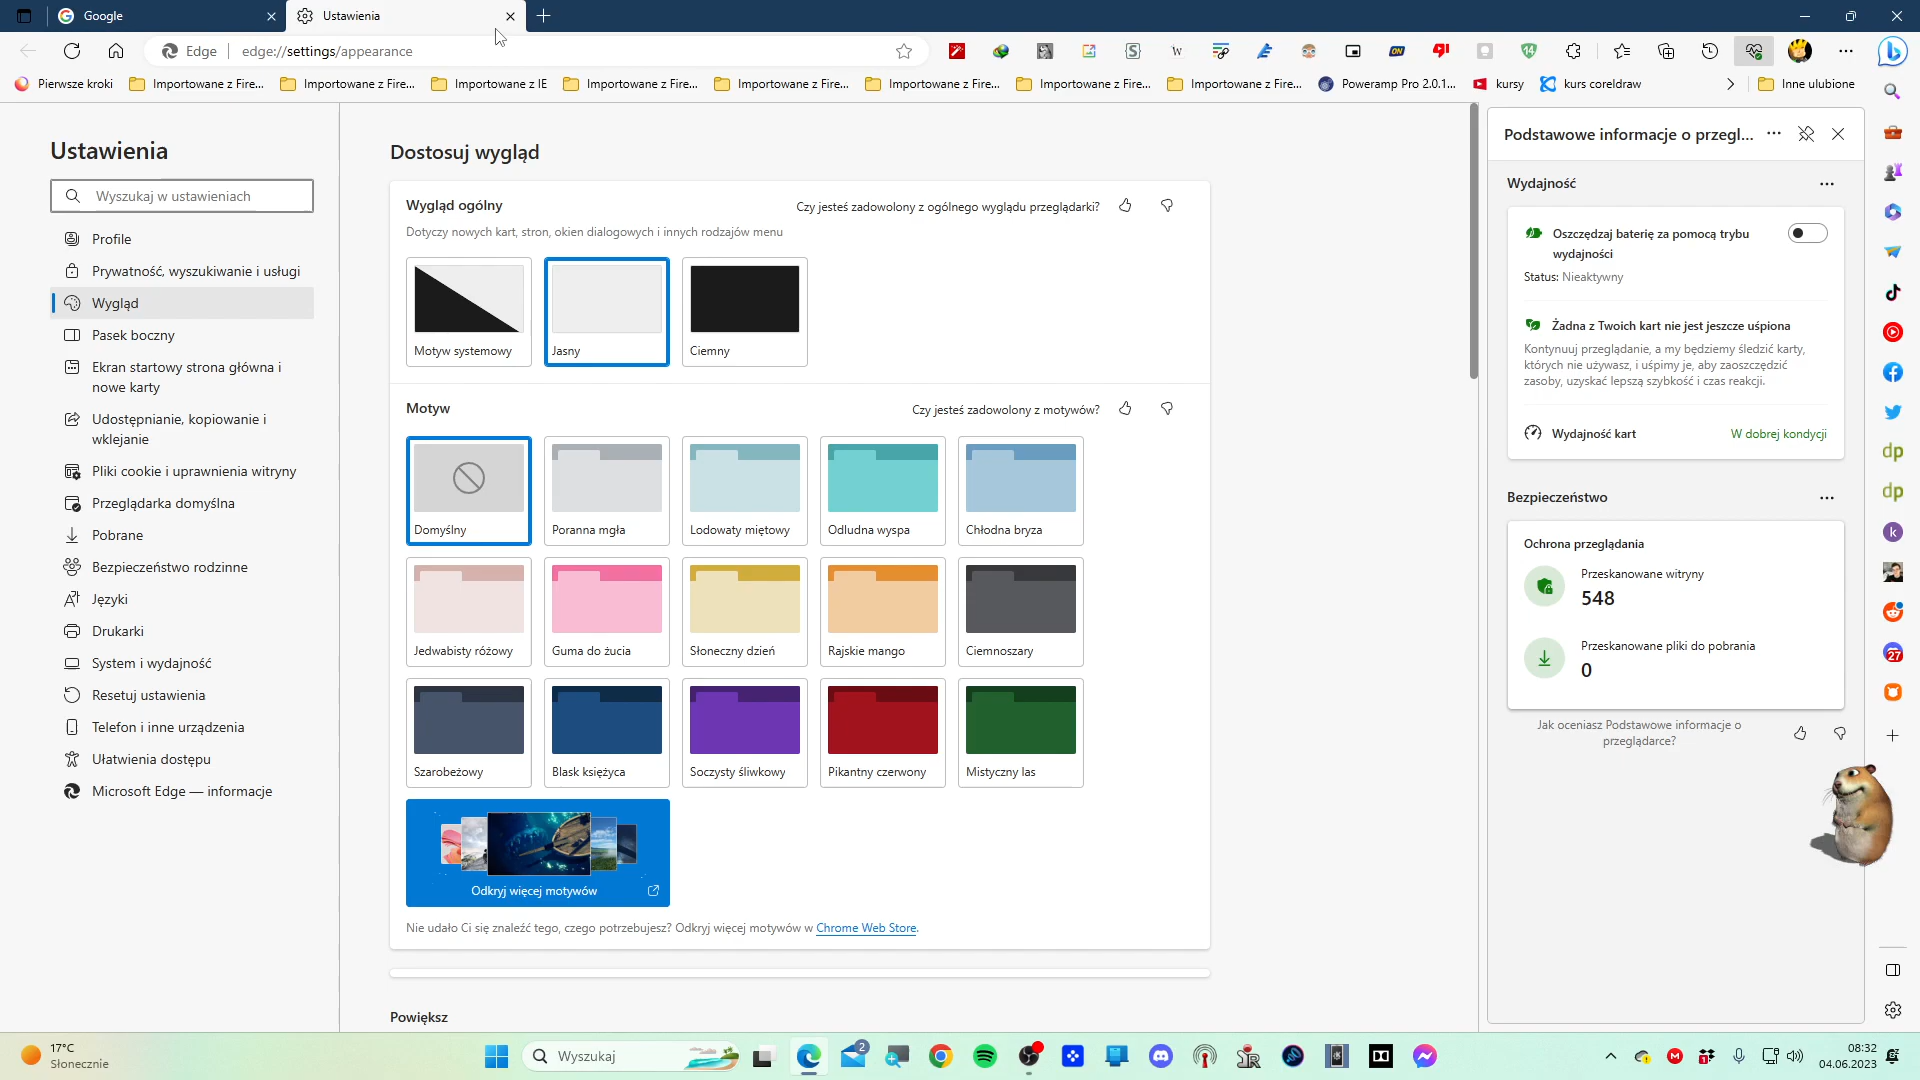 Google
Ustawienia
Edge
edge://settings/appearance
W
S
ON
14
Pierwsze kroki
Importowane z Fire...
Importowane z Fire...
Importowane z IE
Importowane z Fire...
Importowane z Fire...
Importowane z Fire...
Importowane z Fire...
Importowane z Fire...
Poweramp Pro 2.0.1...
kursy
kurs coreldraw
Inne ulubione
Ustawienia
Wyszukaj w ustawieniach
Profile
Prywatność, wyszukiwanie i usługi
Wygląd
Pasek boczny
Ekran startowy strona główna i
nowe karty
Udostępnianie, kopiowanie i
wklejanie
Pliki cookie i uprawnienia witryny
Przeglądarka domyślna
Pobrane
Bezpieczeństwo rodzinne
Języki
Drukarki
System i wydajność
Resetuj ustawienia
Telefon i inne urządzenia
Ułatwienia dostępu
Microsoft Edge — informacje
Dostosuj wygląd
Wygląd ogólny
Czy jesteś zadowolony z ogólnego wyglądu przeglądarki?
Dotyczy nowych kart, stron, okien dialogowych i innych rodzajów menu
Motyw systemowy
Jasny
Ciemny
Motyw
Czy jesteś zadowolony z motywów?
Domyślny
Poranna mgła
Lodowaty miętowy
Odludna wyspa
Chłodna bryza
Jedwabisty różowy
Guma do żucia
Słoneczny dzień
Rajskie mango
Ciemnoszary
Szarobeżowy
Blask księżyca
Soczysty śliwkowy
Pikantny czerwony
Mistyczny las
Odkryj więcej motywów
Nie udało Ci się znaleźć tego, czego potrzebujesz? Odkryj więcej motywów w Chrome Web Store.
Powiększ
Podstawowe informacje o przegl...
Wydajność
Oszczędzaj baterię za pomocą trybu
wydajności
Status: Nieaktywny
Żadna z Twoich kart nie jest jeszcze uśpiona
Kontynuuj przeglądanie, a my będziemy śledzić karty,
których nie używasz, i uśpimy je, aby zaoszczędzić
zasoby, uzyskać lepszą szybkość i czas reakcji.
Wydajność kart
W dobrej kondycji
Bezpieczeństwo
Ochrona przeglądania
Przeskanowane witryny
548
Przeskanowane pliki do pobrania
0
Jak oceniasz Podstawowe informacje o
przeglądarce?
dp
dp
k
27
17°C
Słonecznie
Wyszukaj
2
08:32
04.06.2023